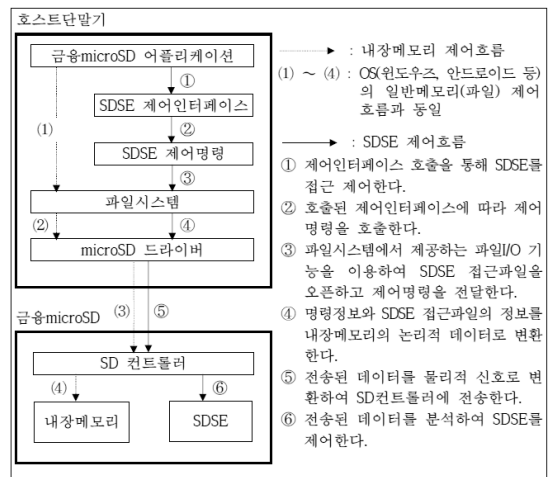 호스트단말기
금융microSD 어플리케이션
①
SDSE 제어인터페이스
(1)
②
SDSE 제어명령
③
파일시스템
(2)
④
microSD 드라이버
(3)
⑤
금융microSD
SD 컨트롤러
(4)
⑥
내장메모리
SDSE
: 내장메모리 제어흐름
(1) ~ (4) : OS(윈도우즈, 안드로이드 등)
의 일반메모리(파일) 제어
흐름과 동일
: SDSE 제어흐름
① 제어인터페이스 호출을 통해 SDSE를
접근 제어한다.
② 호출된 제어인터페이스에 따라 제어
명령을 호출한다.
③ 파일시스템에서 제공하는 파일I/O 기
능을 이용하여 SDSE 접근파일을
오픈하고 제어명령을 전달한다.
④ 명령정보와 SDSE 접근파일의 정보를
내장메모리의 논리적 데이터로 변환
한다.
⑤ 전송된 데이터를 물리적 신호로 변
환하여 SD컨트롤러에 전송한다.
⑥ 전송된 데이터를 분석하여 SDSE를
제어한다.